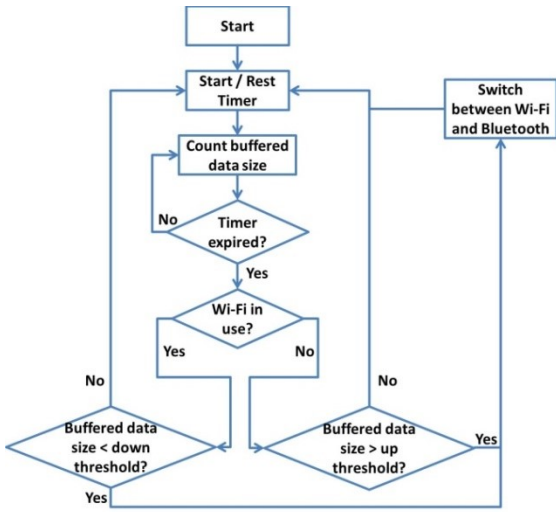 Start
Start / Rest
Timer
Switch
between Wi-Fi
and Bluetooth
Count buffered
data size
No
Timer
expired?
Yes
Wi-Fi in
use?
Yes
No
No
No
Buffered data
size < down
threshold?
Buffered data
size > up
threshold?
Yes
Yes